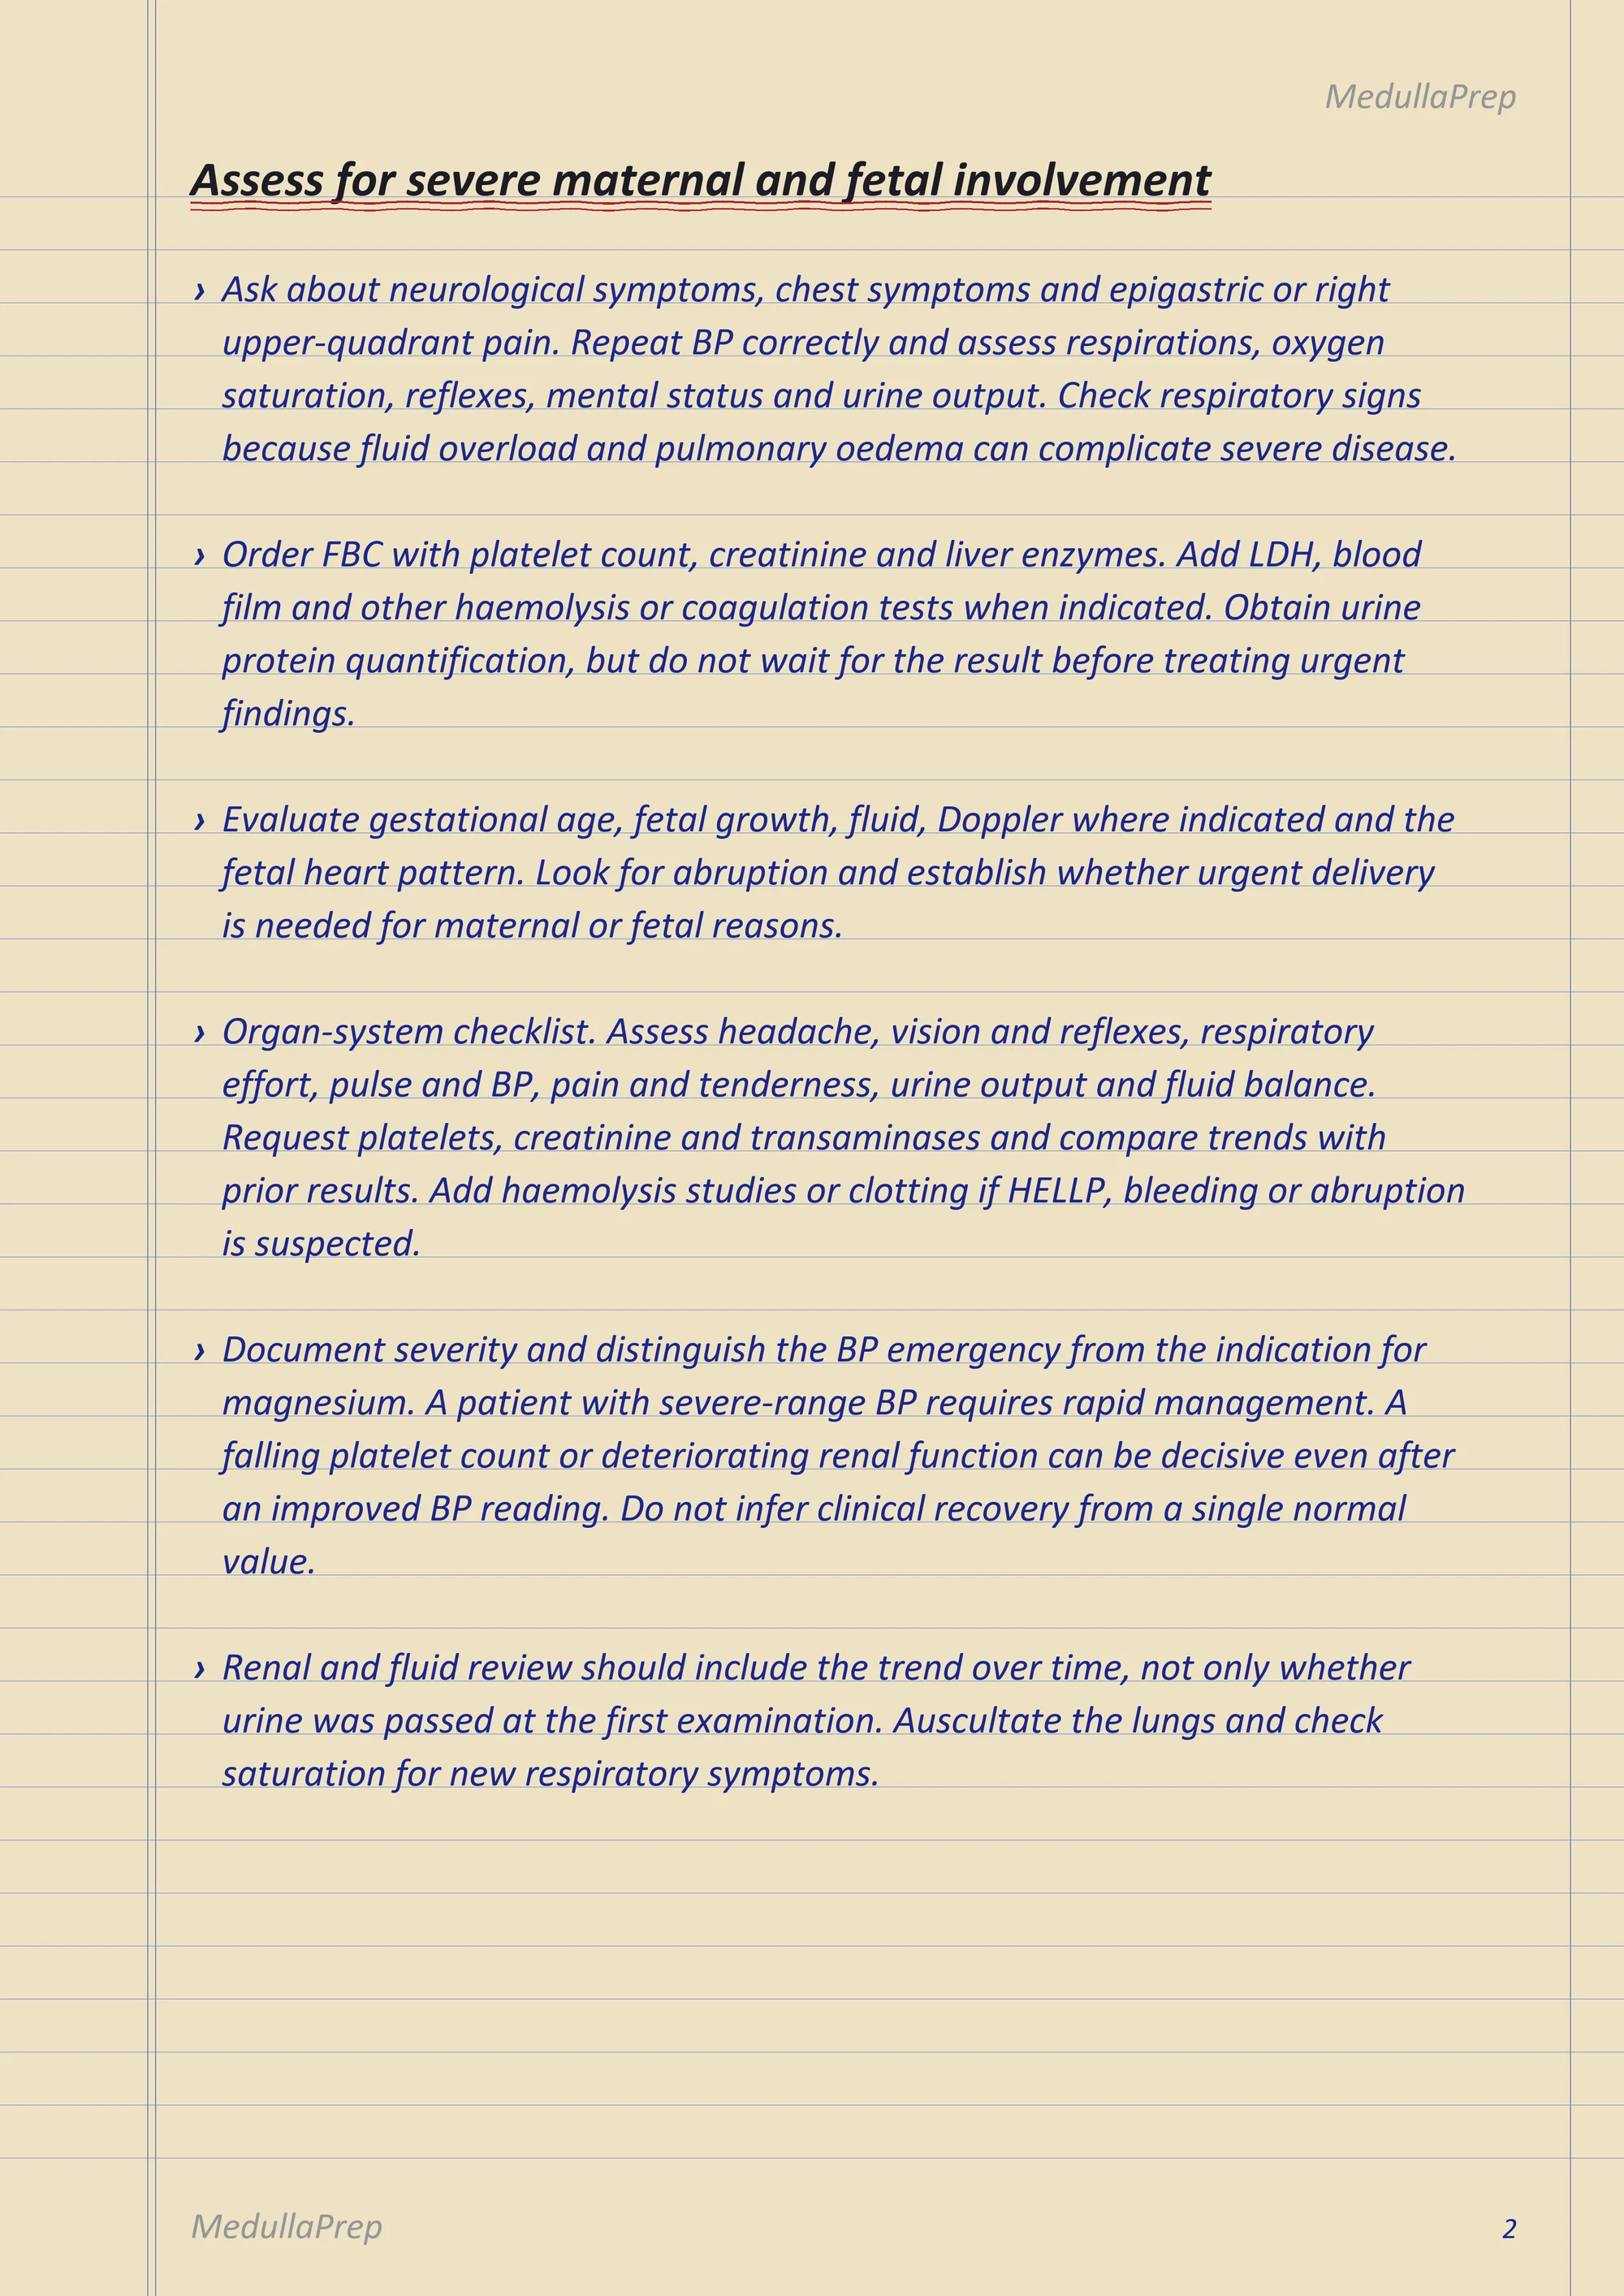 MedullaPrep
Assess for severe maternal and fetal involvement
› Ask about neurological symptoms, chest symptoms and epigastric or right
upper-quadrant pain. Repeat BP correctly and assess respirations, oxygen
saturation, reflexes, mental status and urine output. Check respiratory signs
because fluid overload and pulmonary oedema can complicate severe disease.
› Order FBC with platelet count, creatinine and liver enzymes. Add LDH, blood
film and other haemolysis or coagulation tests when indicated. Obtain urine
protein quantification, but do not wait for the result before treating urgent
findings.
› Evaluate gestational age, fetal growth, fluid, Doppler where indicated and the
fetal heart pattern. Look for abruption and establish whether urgent delivery
is needed for maternal or fetal reasons.
› Organ-system checklist. Assess headache, vision and reflexes, respiratory
effort, pulse and BP, pain and tenderness, urine output and fluid balance.
Request platelets, creatinine and transaminases and compare trends with
prior results. Add haemolysis studies or clotting if HELLP, bleeding or abruption
is suspected.
› Document severity and distinguish the BP emergency from the indication for
magnesium. A patient with severe-range BP requires rapid management. A
falling platelet count or deteriorating renal function can be decisive even after
an improved BP reading. Do not infer clinical recovery from a single normal
value.
› Renal and fluid review should include the trend over time, not only whether
urine was passed at the first examination. Auscultate the lungs and check
saturation for new respiratory symptoms.
MedullaPrep
2